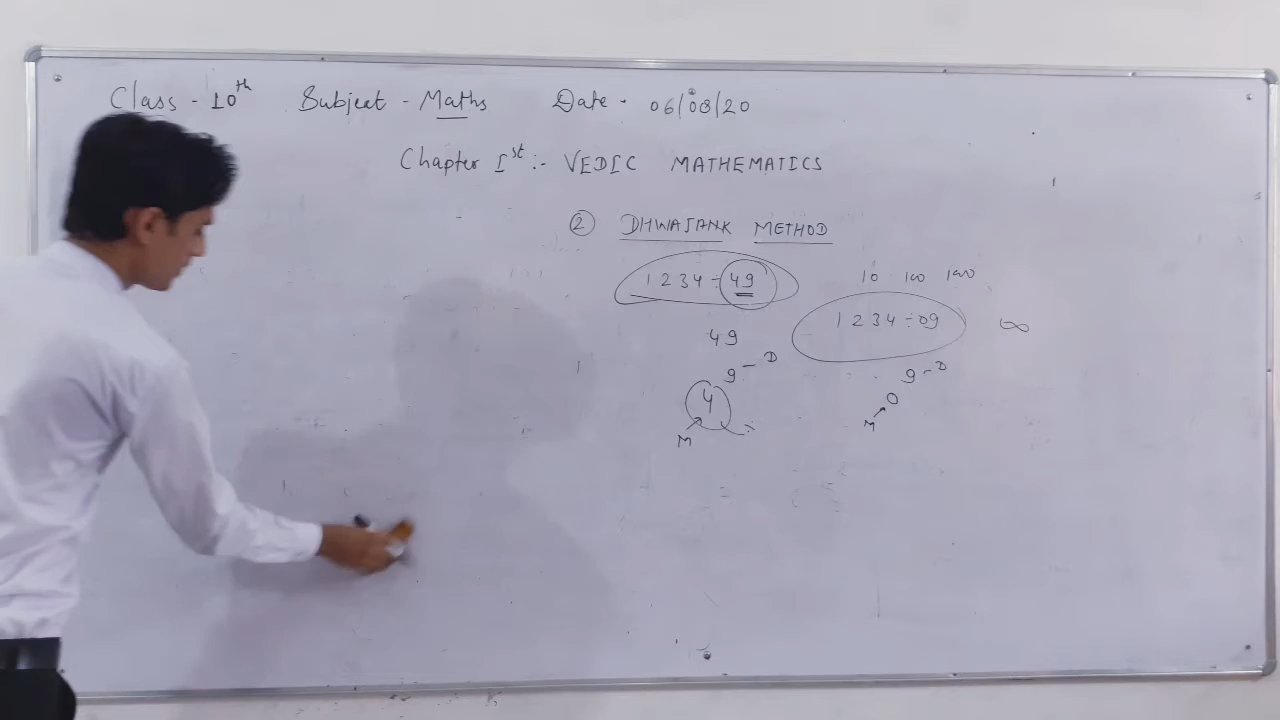 Class - 10th Subject - Maths Date - 06/08/20
Chapter Ist :- VEDIC MATHEMATICS
② DHWAJANK METHOD
1234 ÷ 49
10 100 1000
1234 ÷ 09 ∞
49
9 - D
4
M
9 - D
0
M